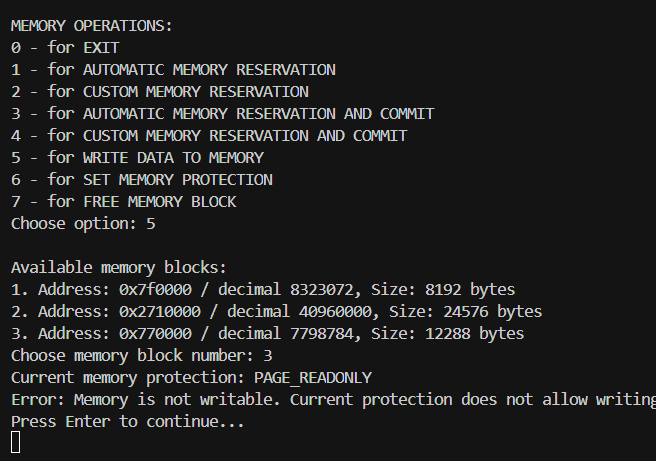 MEMORY OPERATIONS:
0 - for EXIT
1 - for AUTOMATIC MEMORY RESERVATION
2 - for CUSTOM MEMORY RESERVATION
3 - for AUTOMATIC MEMORY RESERVATION AND COMMIT
4 - for CUSTOM MEMORY RESERVATION AND COMMIT
5 - for WRITE DATA TO MEMORY
6 - for SET MEMORY PROTECTION
7 - for FREE MEMORY BLOCK
Choose option: 5
Available memory blocks:
1. Address: 0x7f0000 / decimal 8323072, Size: 8192 bytes
2. Address: 0x2710000 / decimal 40960000, Size: 24576 bytes
3. Address: 0x770000 / decimal 7798784, Size: 12288 bytes
Choose memory block number: 3
Current memory protection: PAGE_READONLY
Error: Memory is not writable. Current protection does not allow writing
Press Enter to continue...